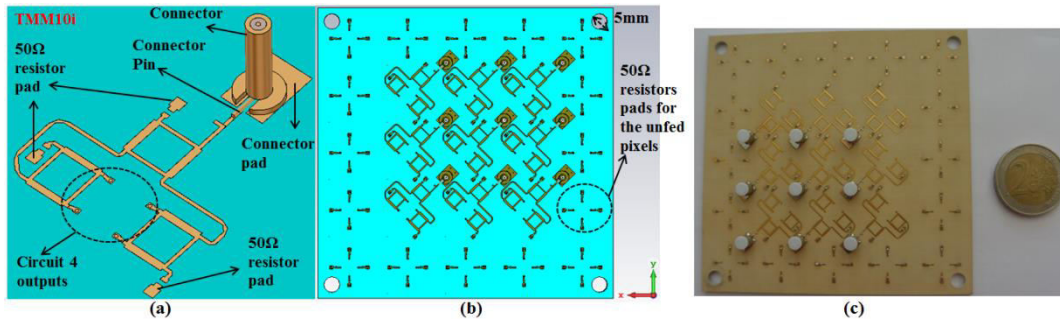 TMM10i
Connector
50Ω
resistor
pad
Connector
Pin
Connector
pad
Circuit 4
outputs
50Ω
resistor
pad
(a)
5mm
50Ω
resistors
pads for
the unfed
pixels
y
x
(b)
(c)